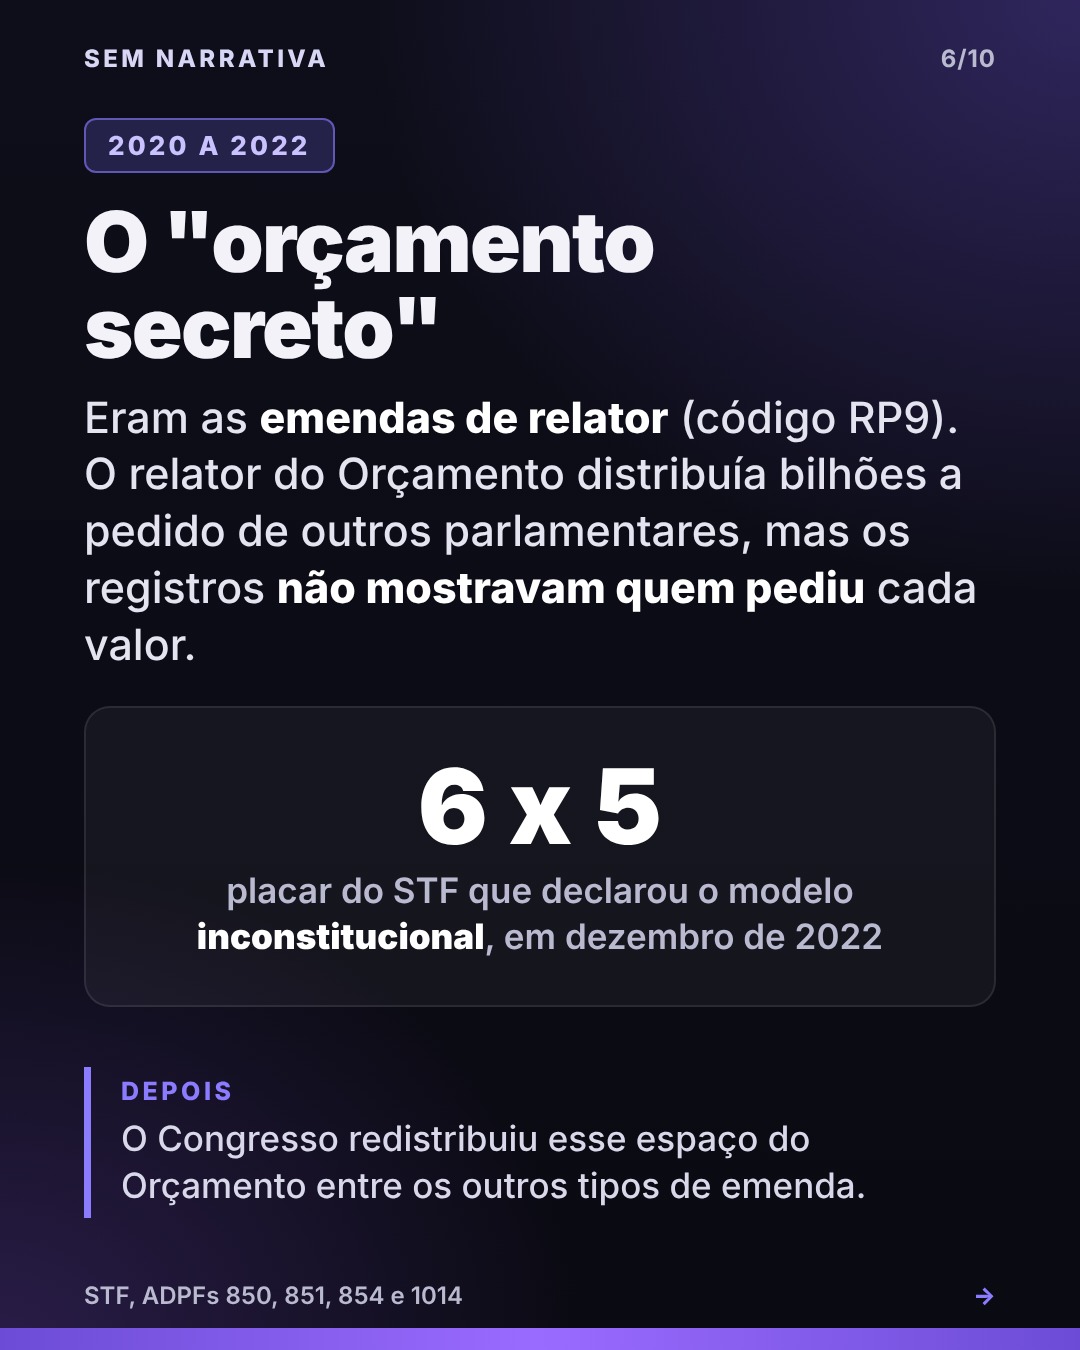 SEM NARRATIVA
6/10
2020 A 2022
O "orçamento
secreto"
Eram as emendas de relator (código RP9).
O relator do Orçamento distribuía bilhões a
pedido de outros parlamentares, mas os
registros não mostravam quem pediu cada
valor.
6 x 5
placar do STF que declarou o modelo
inconstitucional, em dezembro de 2022
DEPOIS
O Congresso redistribuiu esse espaço do
Orçamento entre os outros tipos de emenda.
STF, ADPFs 850, 851, 854 e 1014
→